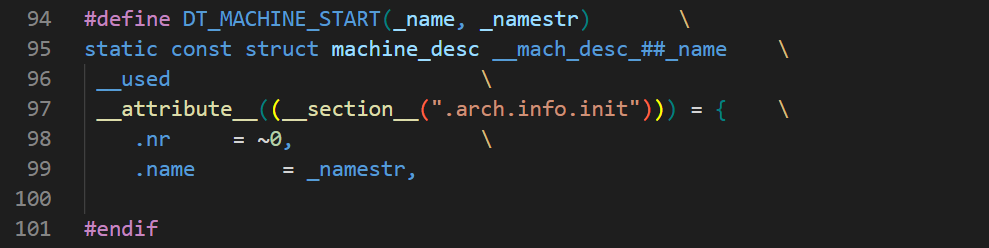 94 #define DT_MACHINE_START(_name, _namestr) \
95 static const struct machine_desc __mach_desc_##_name \
96 __used \
97 __attribute__((__section__(".arch.info.init"))) = { \
98 .nr = ~0, \
99 .name = _namestr,
100
101 #endif